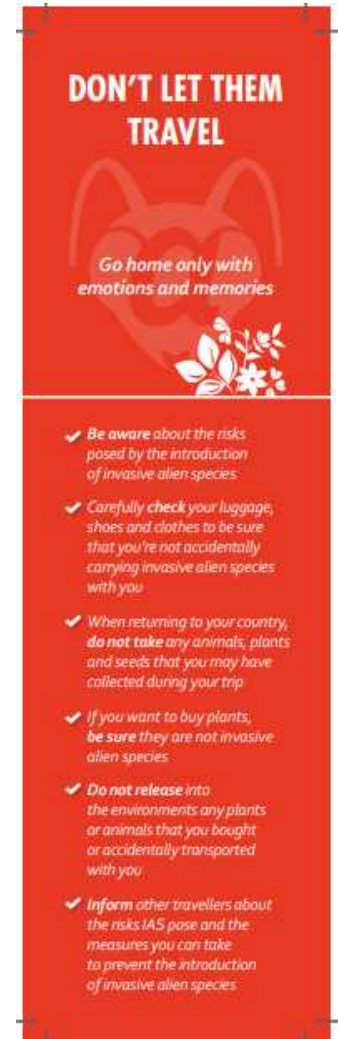 DON'T LET THEM
TRAVEL
Go home only with
emotions and memories
Be aware about the risks
posed by the introduction
of invasive alien species
Carefully check your luggage,
shoes and clothes to be sure
that you're not accidentally
carrying invasive alien species
with you
When returning to your country,
do not take any animals, plants
and seeds that you may have
collected during your trip
If you want to buy plants,
be sure they are not invasive
alien species
Do not release into
the environments any plants
or animals that you bought
or accidentally transported
with you
Inform other travellers about
the risks IAS pose and the
measures you can take
to prevent the introduction
of invasive alien species